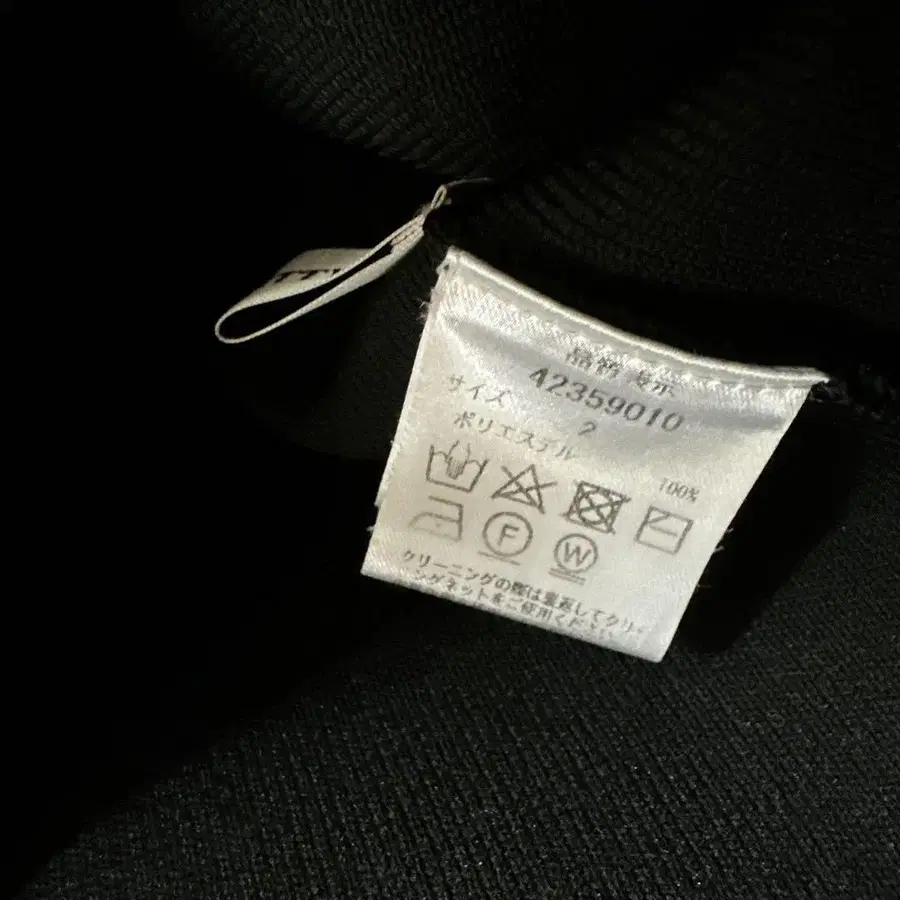 品質表示
42359010
サイズ 2
ポリエステル 100%
F
W
クリーニングの際は裏返してクリー
ングネットをご使用ください